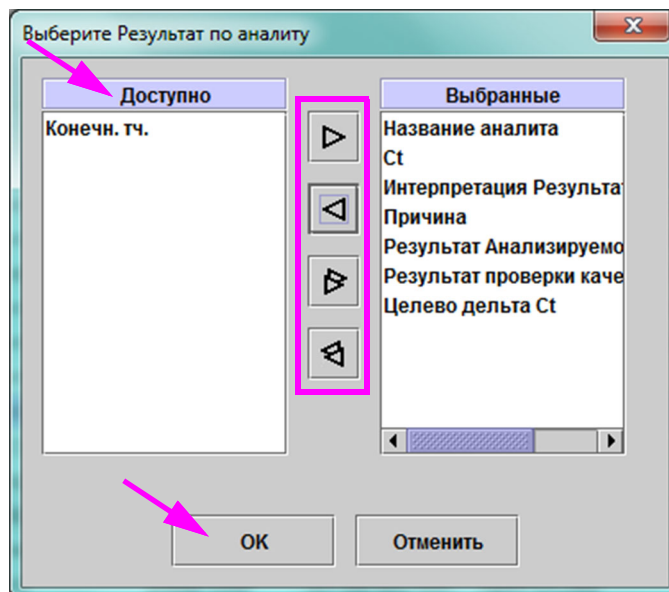 Выберите Результат по аналиту
Доступно
Конечн. тч.
Выбранные
Название аналита
Ct
Интерпретация Результа
Причина
Результат Анализируемо
Результат проверки каче
Целево дельта Ct
OK
Отменить